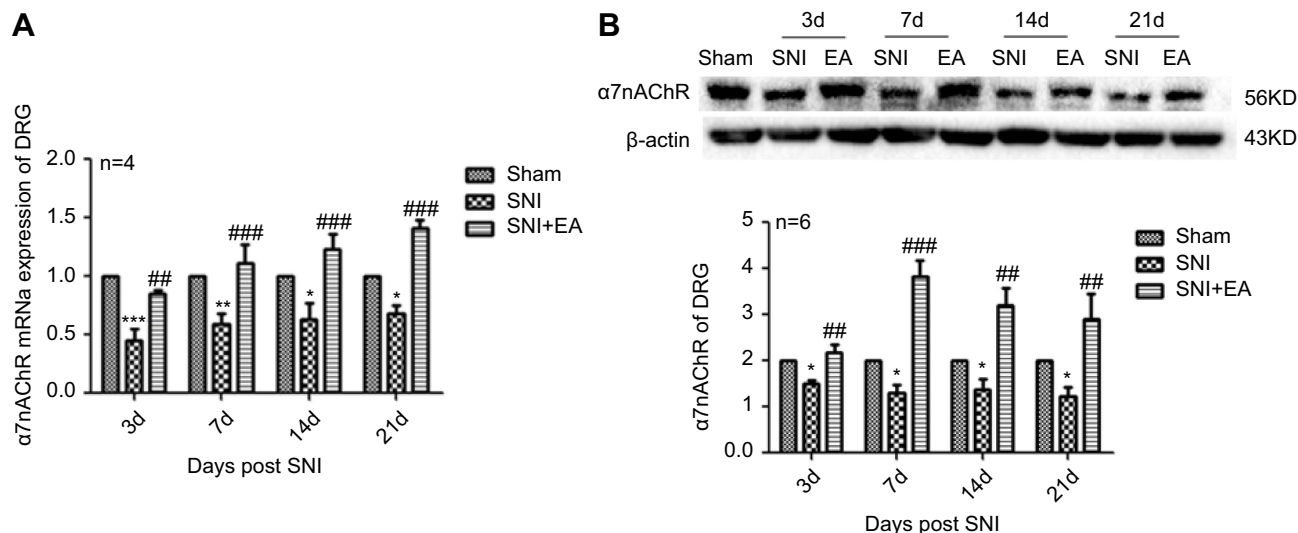 A
α7nAChR mRNa expression of DRG
2.0
1.5
1.0
0.5
0.0
n=4
***
##
**
###
*
###
*
###
3d
7d
14d
21d
Days post SNI
Sham
SNI
SNI+EA
B
3d 7d 14d 21d
Sham SNI EA SNI EA SNI EA SNI EA
α7nAChR 56KD
β-actin 43KD
α7nAChR of DRG
5
4
3
2
1
0.0
n=6
*
##
*
###
*
##
*
##
3d
7d
14d
21d
Days post SNI
Sham
SNI
SNI+EA